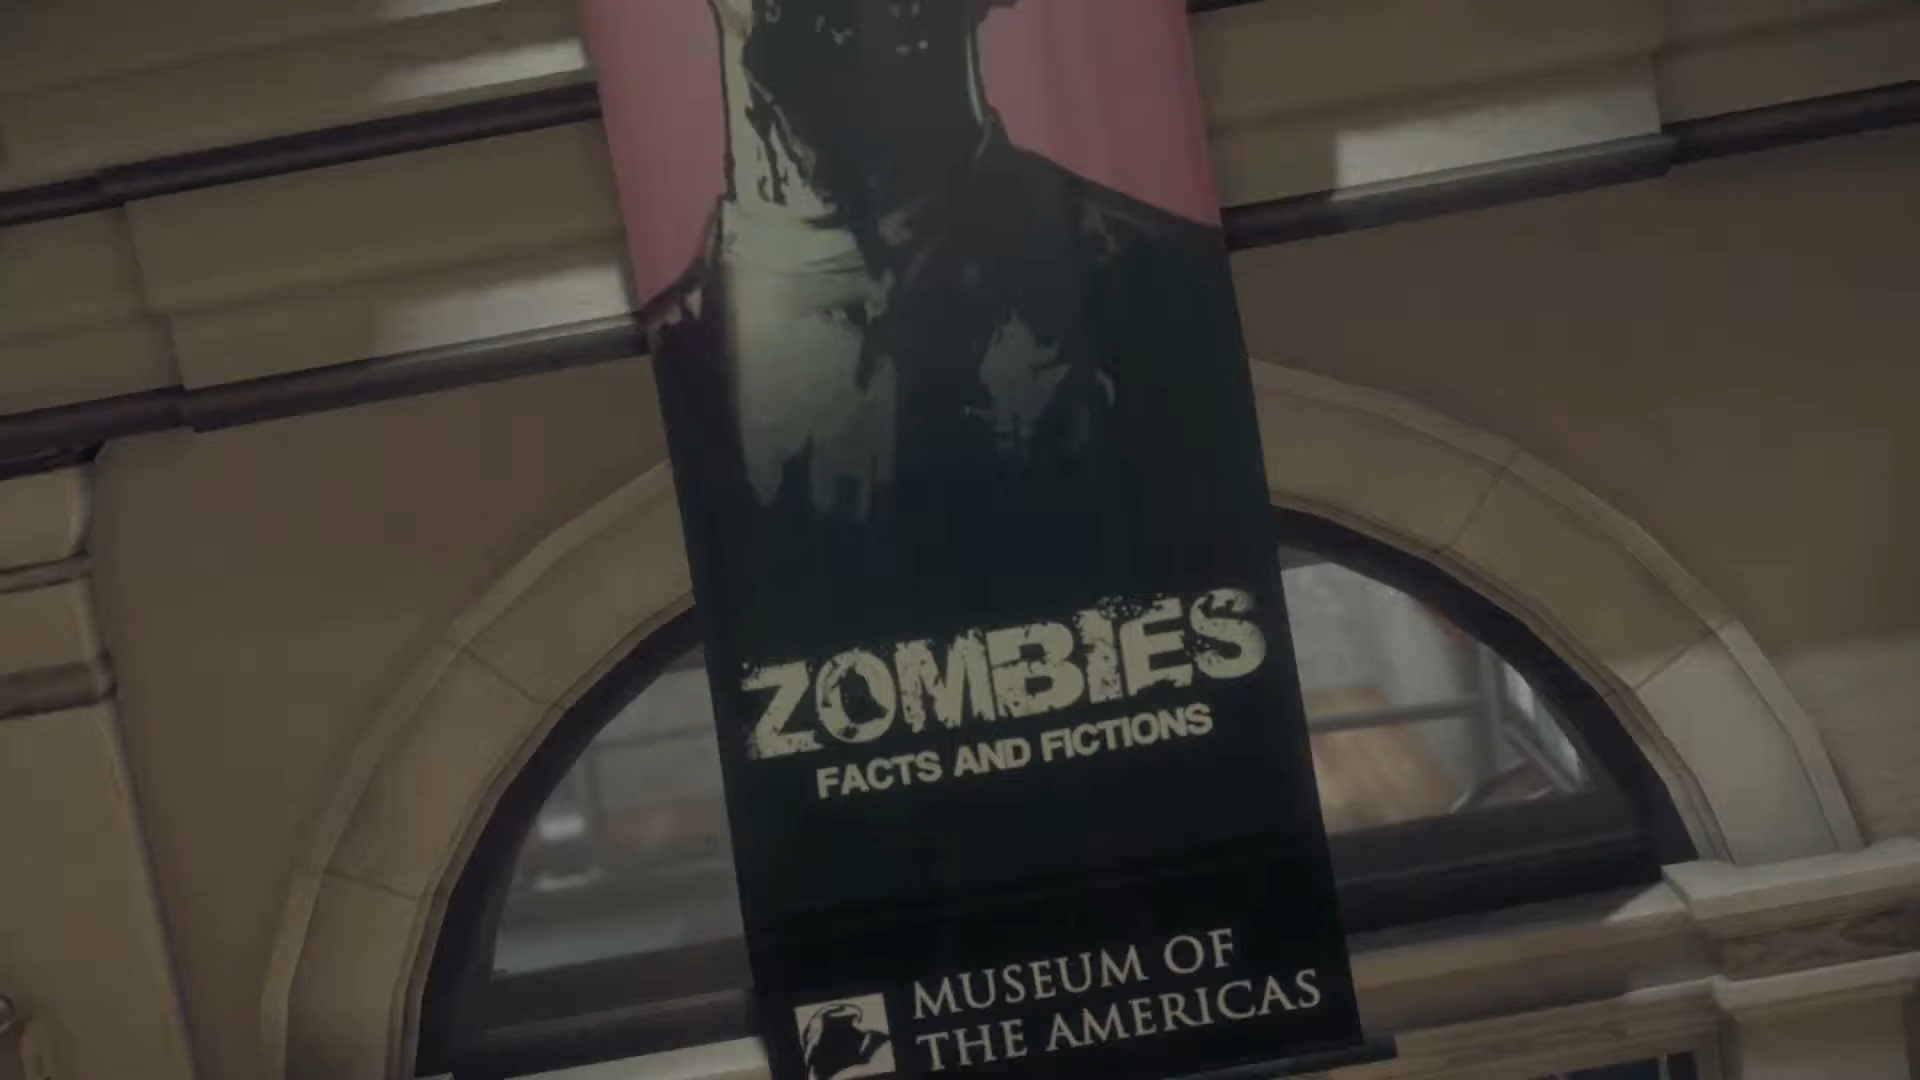 ZOMBIES
FACTS AND FICTIONS
MUSEUM OF
THE AMERICAS